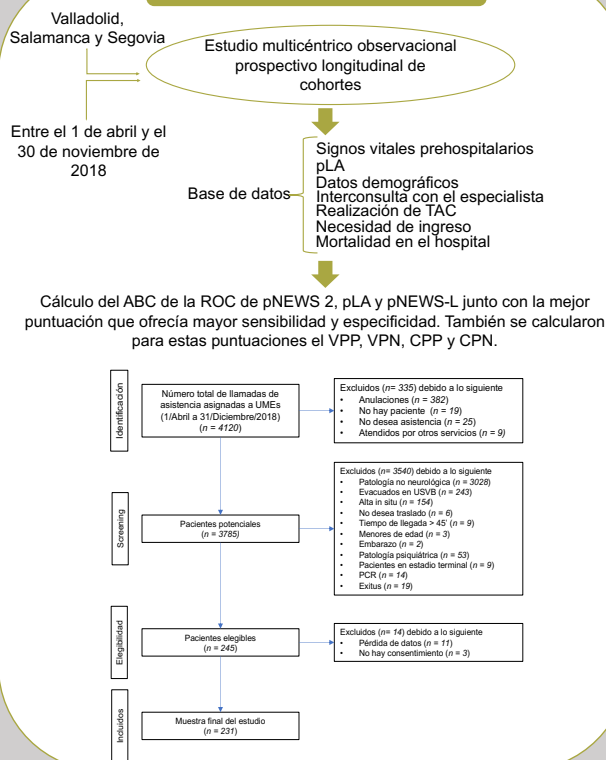 Valladolid,
Salamanca y Segovia
Estudio multicéntrico observacional
prospectivo longitudinal de
cohortes
Entre el 1 de abril y el
30 de noviembre de
2018
Base de datos
Signos vitales prehospitalarios
pLA
Datos demográficos
Interconsulta con el especialista
Realización de TAC
Necesidad de ingreso
Mortalidad en el hospital
Cálculo del ABC de la ROC de pNEWS 2, pLA y pNEWS-L junto con la mejor
puntuación que ofrecía mayor sensibilidad y especificidad. También se calcularon
para estas puntuaciones el VPP, VPN, CPP y CPN.
Identificación
Número total de llamadas de
asistencia asignadas a UMEs
(1/Abril a 31/Diciembre/2018)
(n = 4120)
Excluidos (n= 335) debido a lo siguiente
• Anulaciones (n = 382)
• No hay paciente (n = 19)
• No desea asistencia (n = 25)
• Atendidos por otros servicios (n = 9)
Screening
Pacientes potenciales
(n = 3785)
Excluidos (n= 3540) debido a lo siguiente
• Patología no neurológica (n = 3028)
• Evacuados en USVB (n = 243)
• Alta in situ (n = 154)
• No desea traslado (n = 6)
• Tiempo de llegada > 45' (n = 9)
• Menores de edad (n = 3)
• Embarazo (n = 2)
• Patología psiquiátrica (n = 53)
• Pacientes en estadio terminal (n = 9)
• PCR (n = 14)
• Exitus (n = 19)
Elegibilidad
Pacientes elegibles
(n = 245)
Excluidos (n= 14) debido a lo siguiente
• Pérdida de datos (n = 11)
• No hay consentimiento (n = 3)
Incluidos
Muestra final del estudio
(n = 231)